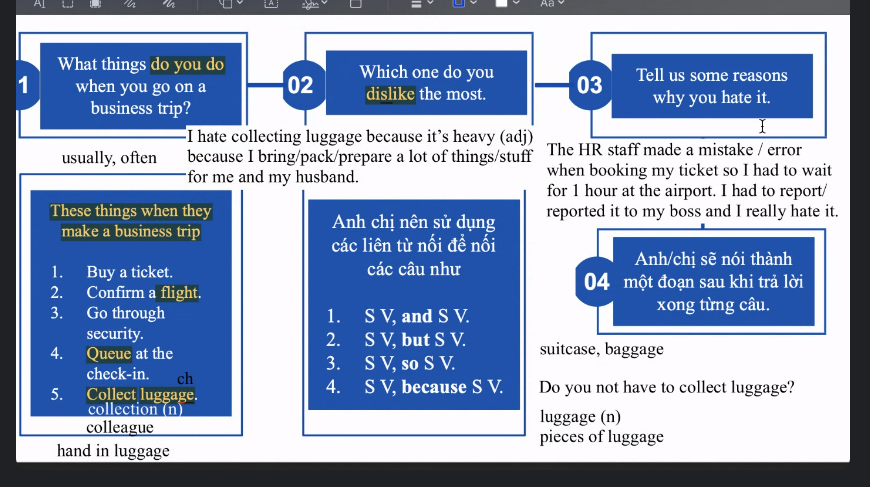 1
What things do you do
when you go on a
business trip?
02
Which one do you
dislike the most.
03
Tell us some reasons
why you hate it.
usually, often
I hate collecting luggage because it's heavy (adj)
because I bring/pack/prepare a lot of things/stuff
for me and my husband.
The HR staff made a mistake / error
when booking my ticket so I had to wait
for 1 hour at the airport. I had to report/
reported it to my boss and I really hate it.
These things when they
make a business trip
1. Buy a ticket.
2. Confirm a flight.
3. Go through
security.
4. Queue at the
check-in.
ch
5. Collect luggage.
collection (n)
colleague
hand in luggage
Anh chị nên sử dụng
các liên từ nối để nối
các câu như
1. S V, and S V.
2. S V, but S V.
3. S V, so S V.
4. S V, because S V.
04
Anh/chị sẽ nói thành
một đoạn sau khi trả lời
xong từng câu.
suitcase, baggage
Do you not have to collect luggage?
luggage (n)
pieces of luggage